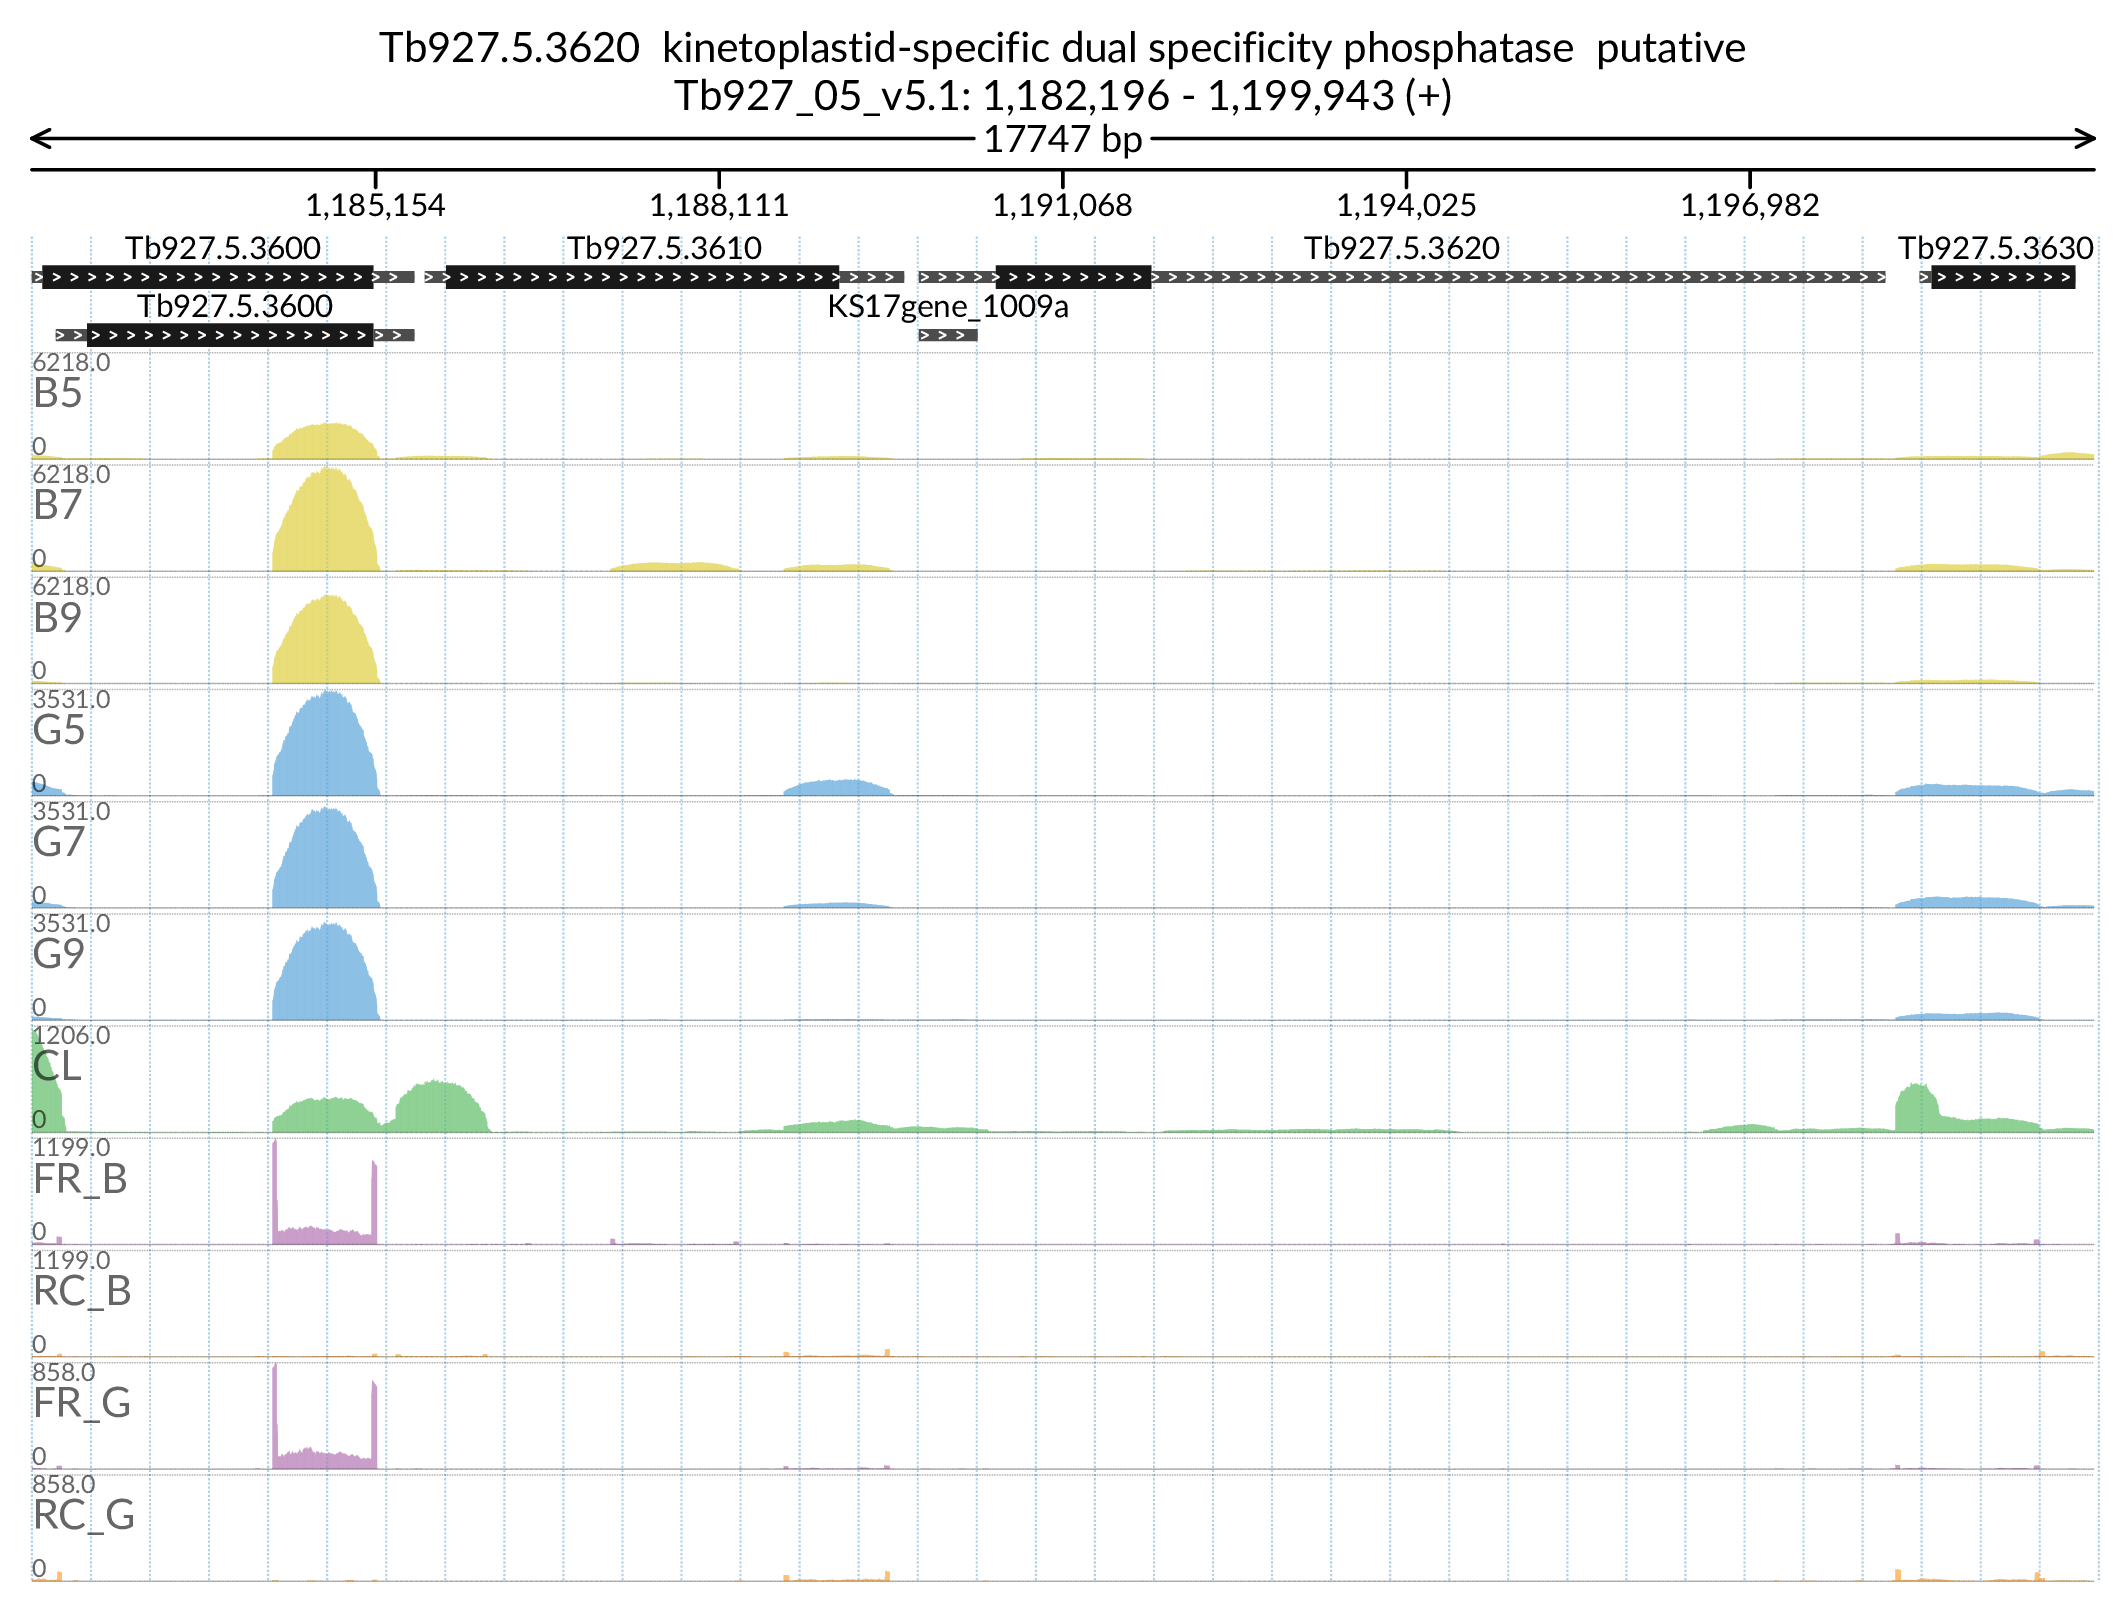 Tb927.5.3620 kinetoplastid-specific dual specificity phosphatase putative
Tb927_05_v5.1: 1,182,196 - 1,199,943 (+)
17747 bp
1,185,154 1,188,111 1,191,068 1,194,025 1,196,982
Tb927.5.3600 Tb927.5.3610 Tb927.5.3620 Tb927.5.3630
Tb927.5.3600 KS17gene_1009a
6218.0
B5
0
6218.0
B7
0
6218.0
B9
0
3531.0
G5
0
3531.0
G7
0
3531.0
G9
0
1206.0
CL
0
1199.0
FR_B
0
1199.0
RC_B
0
858.0
FR_G
0
858.0
RC_G
0